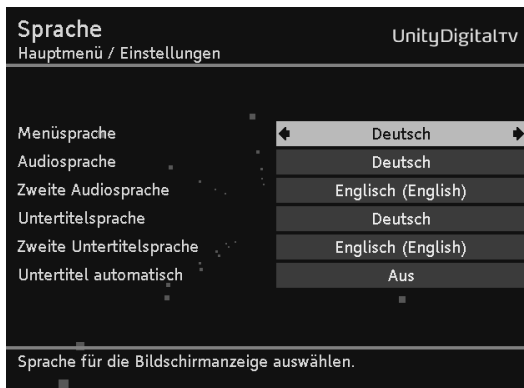 Sprache
Hauptmenü / Einstellungen
UnityDigitalTV
Menüsprache Deutsch
Audiosprache Deutsch
Zweite Audiosprache Englisch (English)
Untertitelsprache Deutsch
Zweite Untertitelsprache Englisch (English)
Untertitel automatisch Aus
Sprache für die Bildschirmanzeige auswählen.